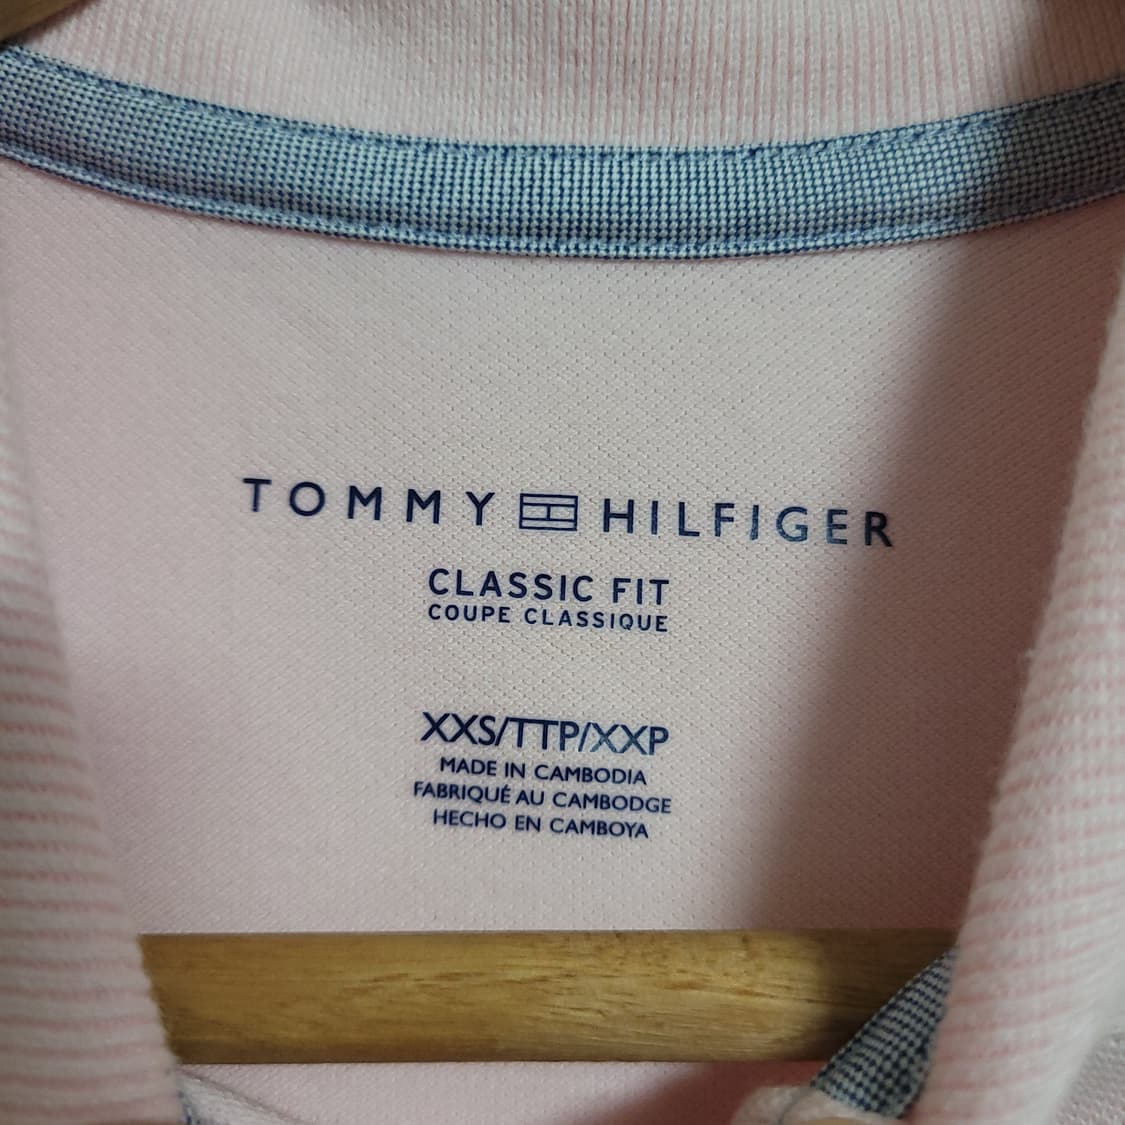 TOMMY HILFIGER
CLASSIC FIT
COUPE CLASSIQUE
XXS/TTP/XXP
MADE IN CAMBODIA
FABRIQUÉ AU CAMBODGE
HECHO EN CAMBOYA